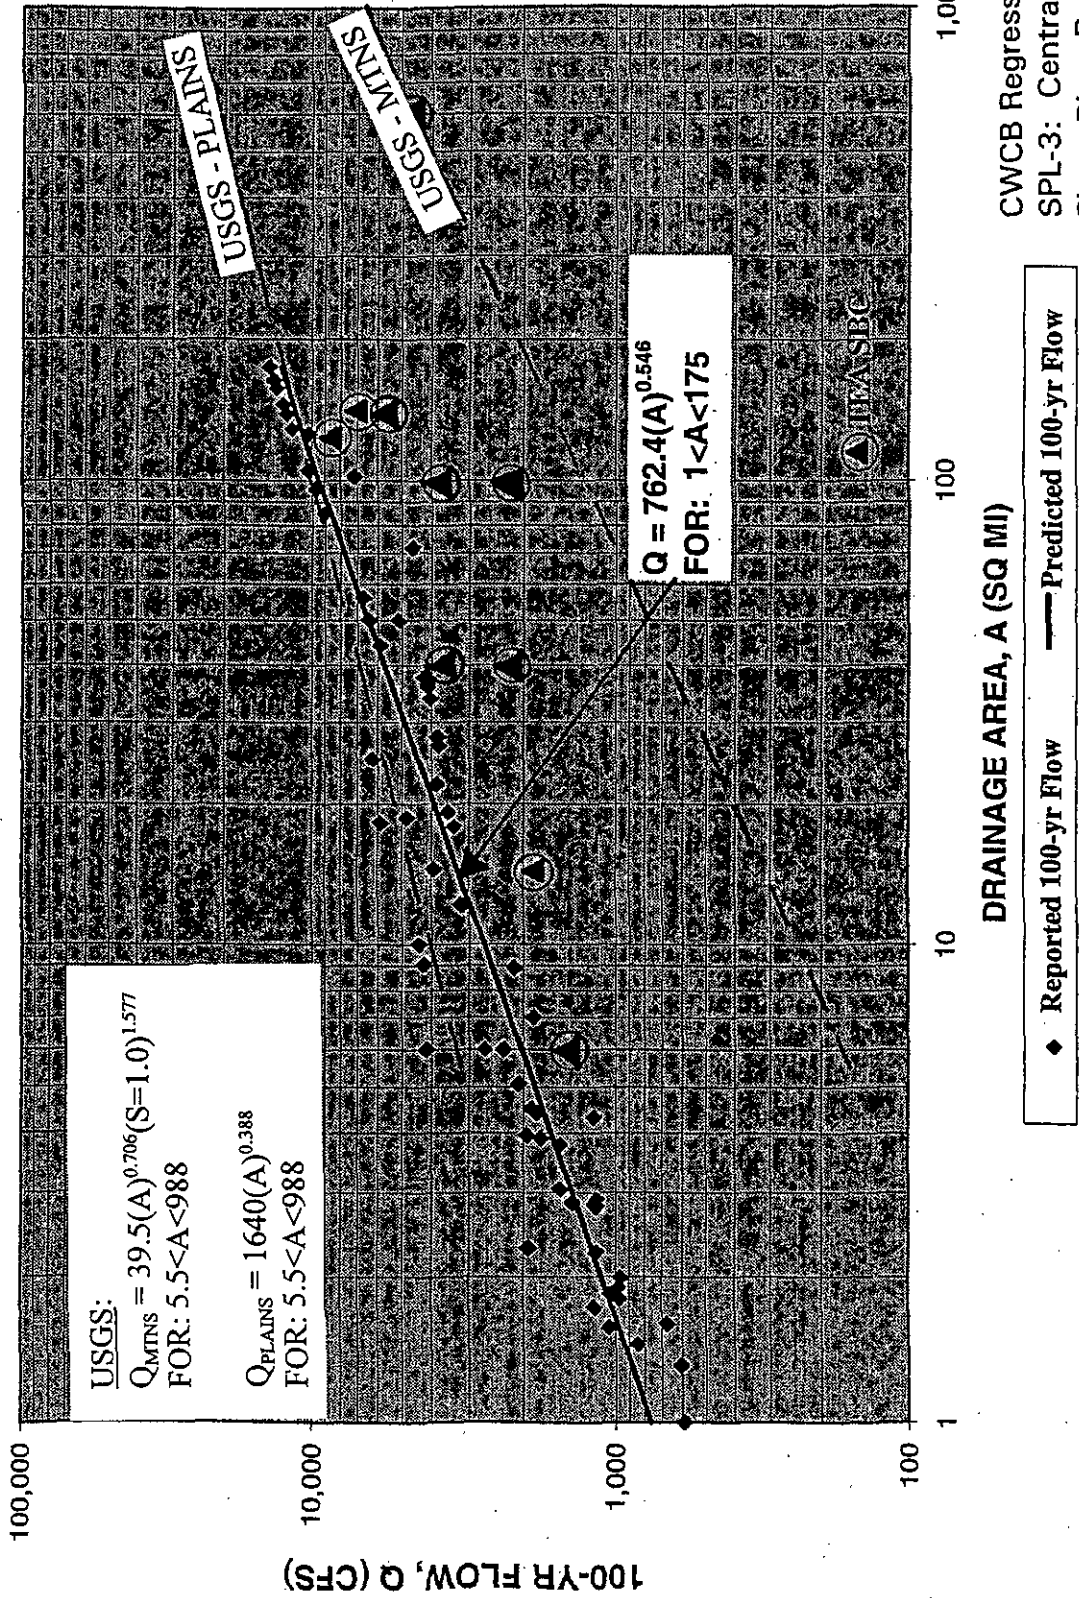 100,000
10,000
1,000
100
100-YR FLOW, Q (CFS)
USGS:
Q_MTNS = 39.5(A)^0.706(S=1.0)^1.577
FOR: 5.5<A<988
Q_PLAINS = 1640(A)^0.388
FOR: 5.5<A<988
USGS - PLAINS
USGS - MTNS
Q = 762.4(A)^0.546
FOR: 1<A<175
1
10
100
1,00
DRAINAGE AREA, A (SQ MI)
◆ Reported 100-yr Flow — Predicted 100-yr Flow
CWCB Regress
SPL-3: Centra